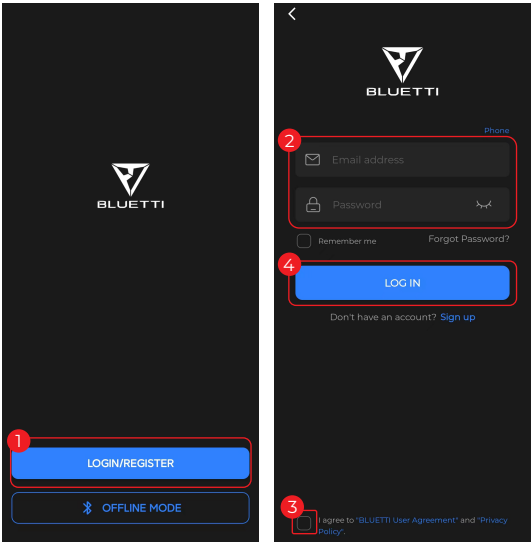 BLUETTI
1
LOGIN/REGISTER
OFFLINE MODE
BLUETTI
Phone
2
Email address
Password
Remember me
Forgot Password?
4
LOG IN
Don't have an account? Sign up
3
I agree to "BLUETTI User Agreement" and "Privacy
Policy".